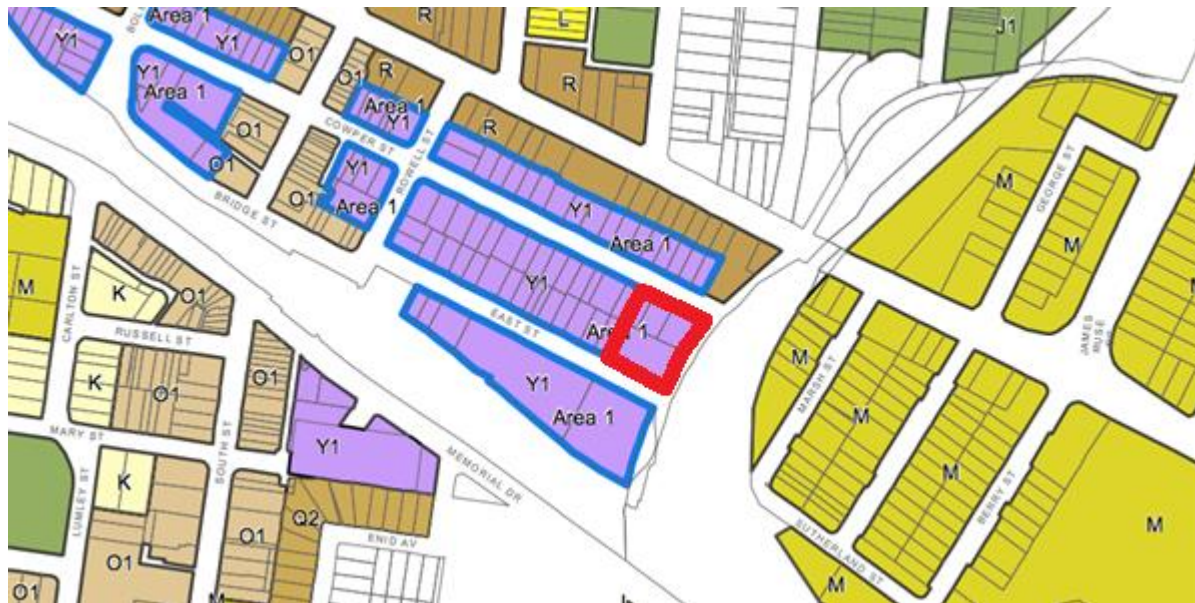 Area 1
Y1
Y1
Y1
Area 1
O1
O1
R
R
L
R
J1
Area 1
Y1
COWPER ST
ROWELL ST
R
O1
O1
BRIDGE ST
O1
Y1
Area 1
Y1
Area 1
Y1
Area 1
EAST ST
Y1
Area 1
M
CARLTON ST
K
O1
RUSSELL ST
K
O1
O1
MARY ST
SOUTH ST
Y1
LUMLEY ST
K
O1
O1
O1
Q2
ENID AV
MEMORIAL DR
M
M
GEORGE ST
M
M
JAMES
RUSE
MARSH ST
M
M
M
BERRY ST
SUTHERLAND ST
M
M